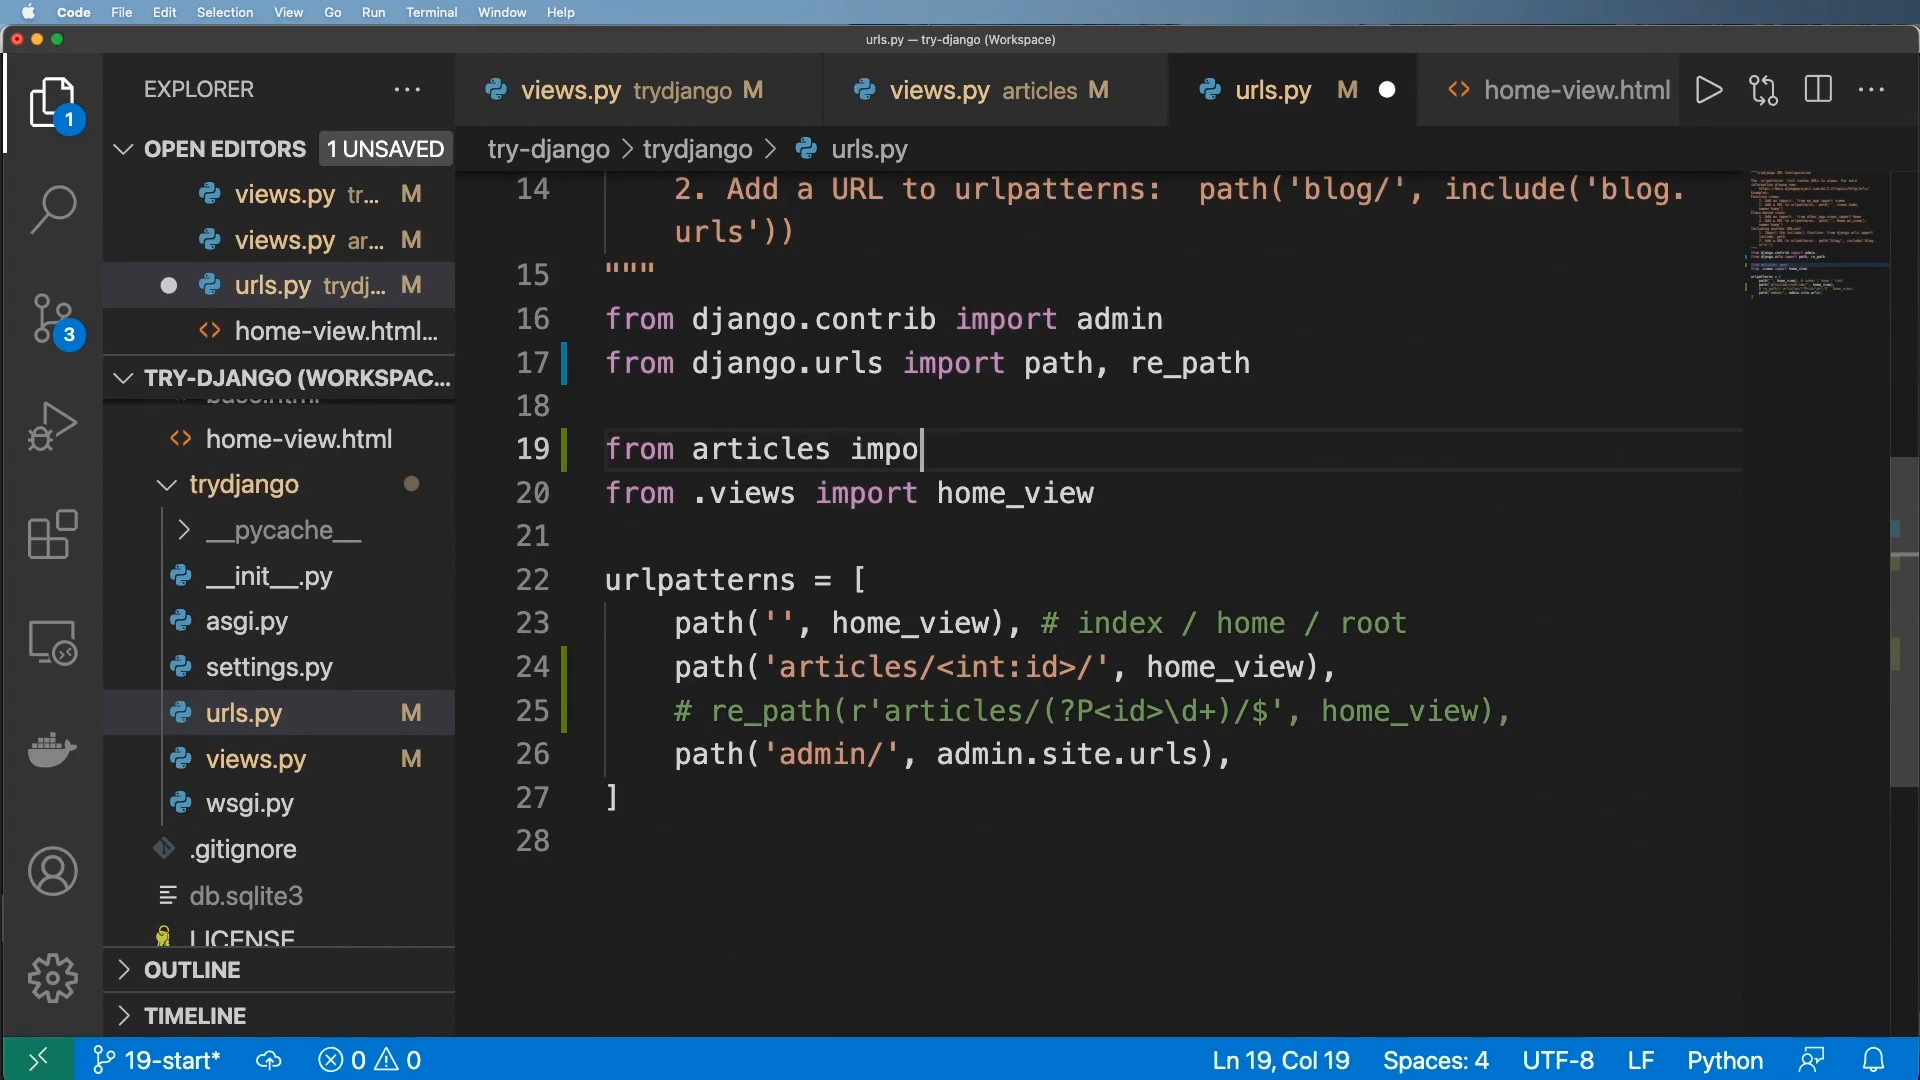 Code File Edit Selection View Go Run Terminal Window Help
urls.py — try-django (Workspace)
EXPLORER
views.py trydjango M
views.py articles M
urls.py M
home-view.html
1
OPEN EDITORS 1 UNSAVED
try-django > trydjango > urls.py
views.py tr... M
views.py ar... M
urls.py trydj... M
home-view.html...
3
TRY-DJANGO (WORKSPAC...
home-view.html
trydjango
__pycache__
__init__.py
asgi.py
settings.py
urls.py M
views.py M
wsgi.py
.gitignore
db.sqlite3
LICENSE
OUTLINE
TIMELINE
14 2. Add a URL to urlpatterns:  path('blog/', include('blog.
urls'))
15 """
16 from django.contrib import admin
17 from django.urls import path, re_path
18
19 from articles impo
20 from .views import home_view
21
22 urlpatterns = [
23 path('', home_view), # index / home / root
24 path('articles/<int:id>/', home_view),
25 # re_path(r'articles/(?P<id>\d+)/$', home_view),
26 path('admin/', admin.site.urls),
27 ]
28
19-start* 0 0 Ln 19, Col 19 Spaces: 4 UTF-8 LF Python